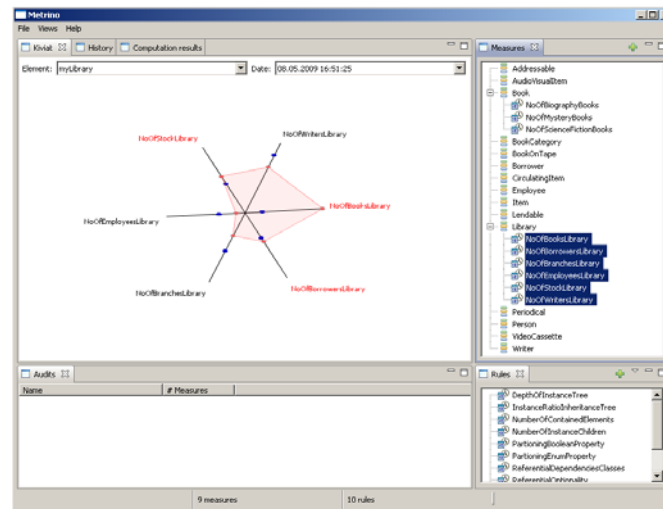 Metrino
File Views Help
Kiviat History Computation results
Element: myLibrary Date: 08.05.2009 16:51:25
NoOfStockLibrary
NoOfWritersLibrary
NoOfBooksLibrary
NoOfEmployeesLibrary
NoOfBranchesLibrary
NoOfBorrowersLibrary
Measures
Addressable
AudioVisualItem
Book
NoOfBiographyBooks
NoOfMysteryBooks
NoOfScienceFictionBooks
BookCategory
BookOnTape
Borrower
CirculatingItem
Employee
Item
Lendable
Library
NoOfBooksLibrary
NoOfBorrowersLibrary
NoOfBranchesLibrary
NoOfEmployeesLibrary
NoOfStockLibrary
NoOfWritersLibrary
Periodical
Person
VideoCassette
Writer
Audits
Name # Measures
Rules
DepthOfInstanceTree
InstanceRatioInheritanceTree
NumberOfContainedElements
NumberOfInstanceChildren
PartioningBooleanProperty
PartioningEnumProperty
ReferentialDependenciesClasses
ReferentialOptionality
9 measures 10 rules